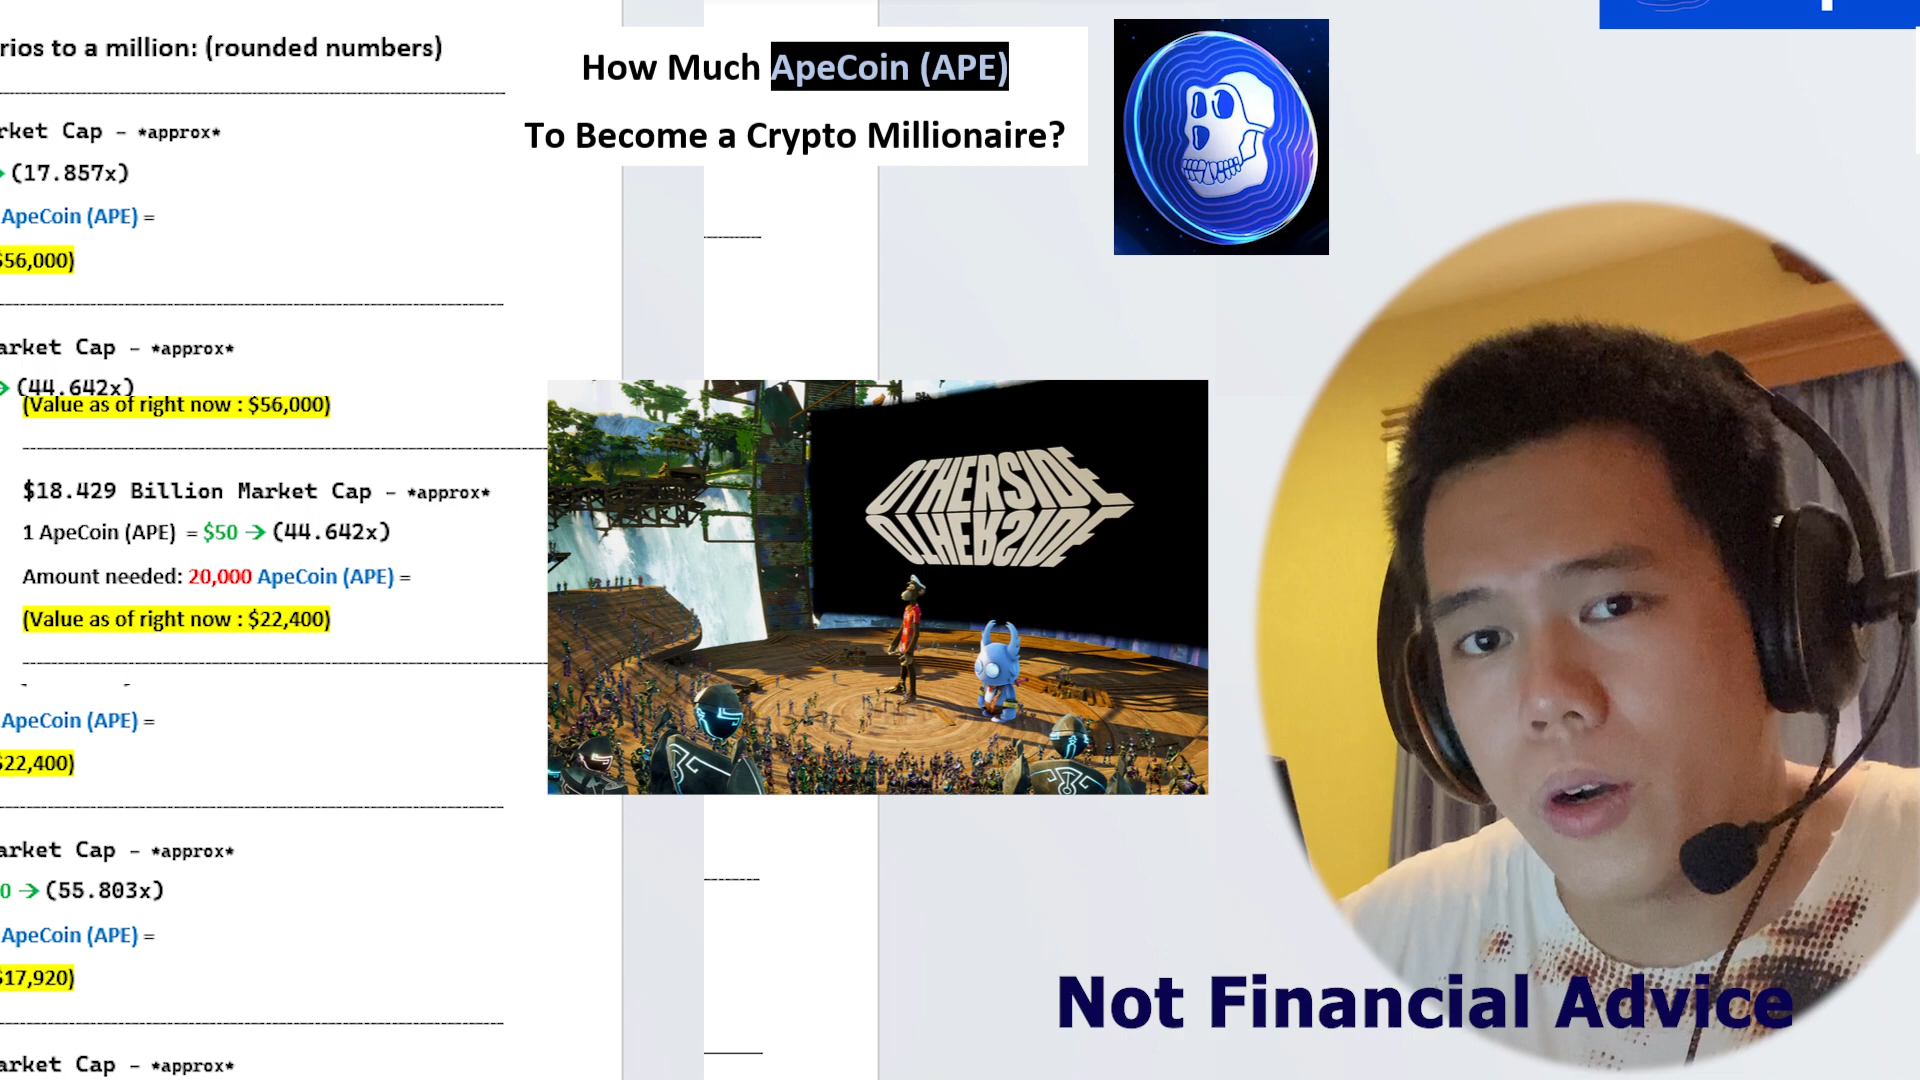 rios to a million: (rounded numbers)
rket Cap – *approx*
(17.857x)
ApeCoin (APE) =
$56,000)
arket Cap – *approx*
→ (44.642x)
(Value as of right now : $56,000)
$18.429 Billion Market Cap – *approx*
1 ApeCoin (APE) = $50 → (44.642x)
Amount needed: 20,000 ApeCoin (APE) =
(Value as of right now : $22,400)
ApeCoin (APE) =
$22,400)
arket Cap – *approx*
0 → (55.803x)
ApeCoin (APE) =
$17,920)
arket Cap – *approx*
How Much ApeCoin (APE)
To Become a Crypto Millionaire?
OTHERSIDE
OTHERSIDE
Not Financial Advice